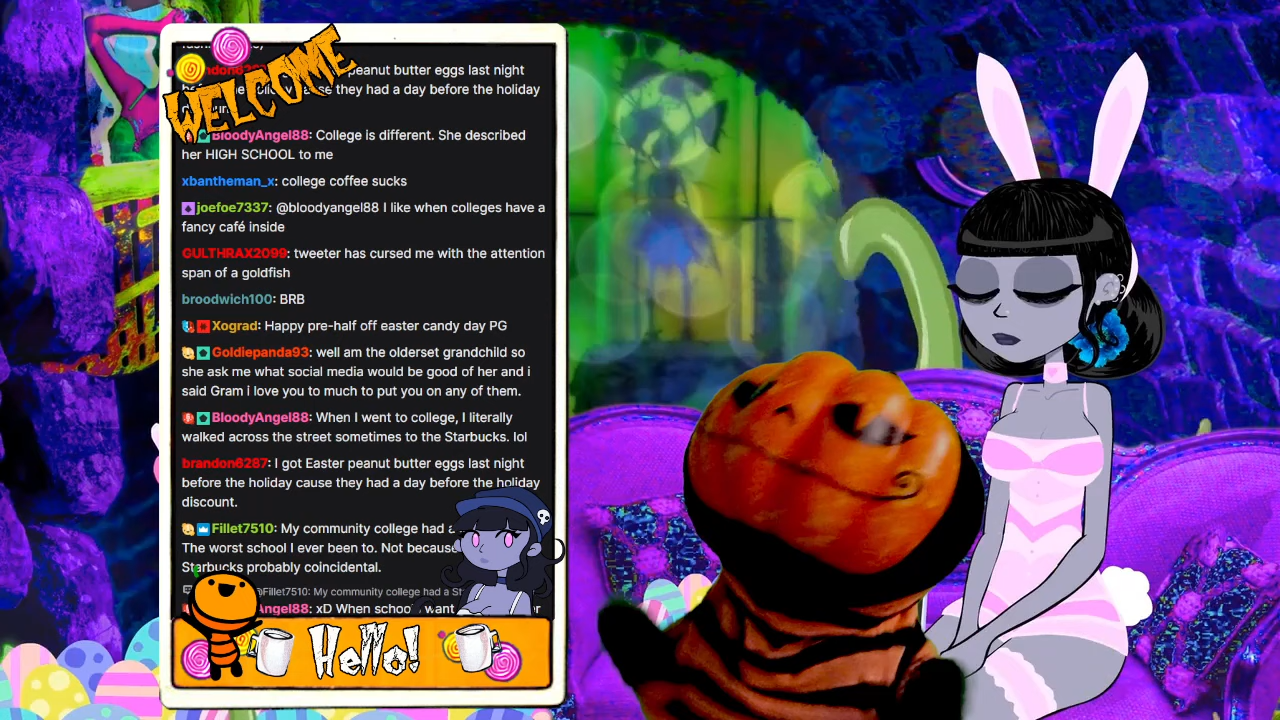 WELCOME
peanut butter eggs last night
they had a day before the holiday
BloodyAngel88: College is different. She described
her HIGH SCHOOL to me
xbantheman_x: college coffee sucks
joefoe7337: @bloodyangel88 I like when colleges have a
fancy café inside
GULTHRAX2099: tweeter has cursed me with the attention
span of a goldfish
broodwich100: BRB
Xograd: Happy pre-half off easter candy day PG
Goldiepanda93: well am the olderset grandchild so
she ask me what social media would be good of her and i
said Gram i love you to much to put you on any of them.
BloodyAngel88: When I went to college, I literally
walked across the street sometimes to the Starbucks. lol
brandon6287: I got Easter peanut butter eggs last night
before the holiday cause they had a day before the holiday
discount.
Fillet7510: My community college had a
The worst school I ever been to. Not because
Starbucks probably coincidental.
@Fillet7510: My community college had a St
Angel88: xD When schoo want
Hello!